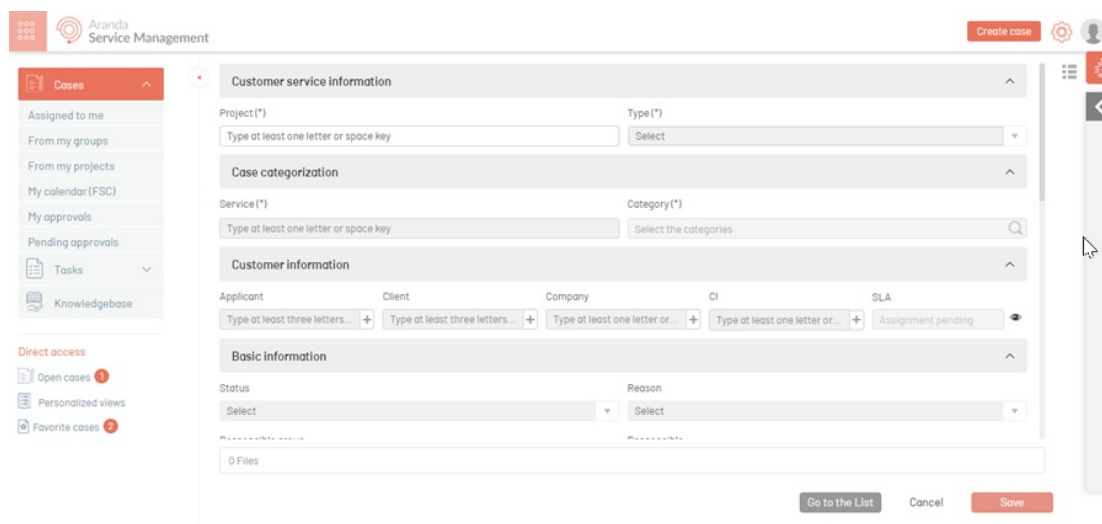 Aranda
Service Management
Create case
Cases
Assigned to me
From my groups
From my projects
My calendar (FSC)
My approvals
Pending approvals
Tasks
Knowledgebase
Direct access
Open cases 1
Personalized views
Favorite cases 2
Customer service information
Project (*) Type (*)
Type at least one letter or space key Select
Case categorization
Service (*) Category (*)
Type at least one letter or space key Select the categories
Customer information
Applicant Client Company CI SLA
Type at least three letters... + Type at least three letters... + Type at least one letter or... + Type at least one letter or... + Assignment pending
Basic information
Status Reason
Select Select
Responsible group Responsible
0 Files
Go to the List Cancel Save